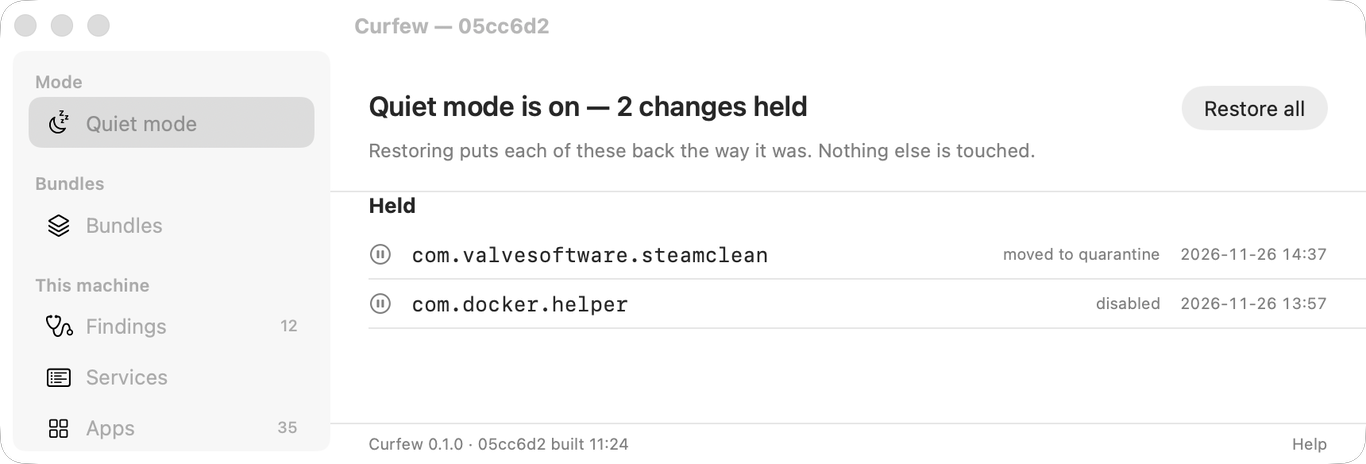 Curfew — 05cc6d2
Mode
Quiet mode
Bundles
Bundles
This machine
Findings 12
Services
Apps 35
Quiet mode is on — 2 changes held
Restore all
Restoring puts each of these back the way it was. Nothing else is touched.
Held
com.valvesoftware.steamclean moved to quarantine 2026-11-26 14:37
com.docker.helper disabled 2026-11-26 13:57
Curfew 0.1.0 · 05cc6d2 built 11:24
Help